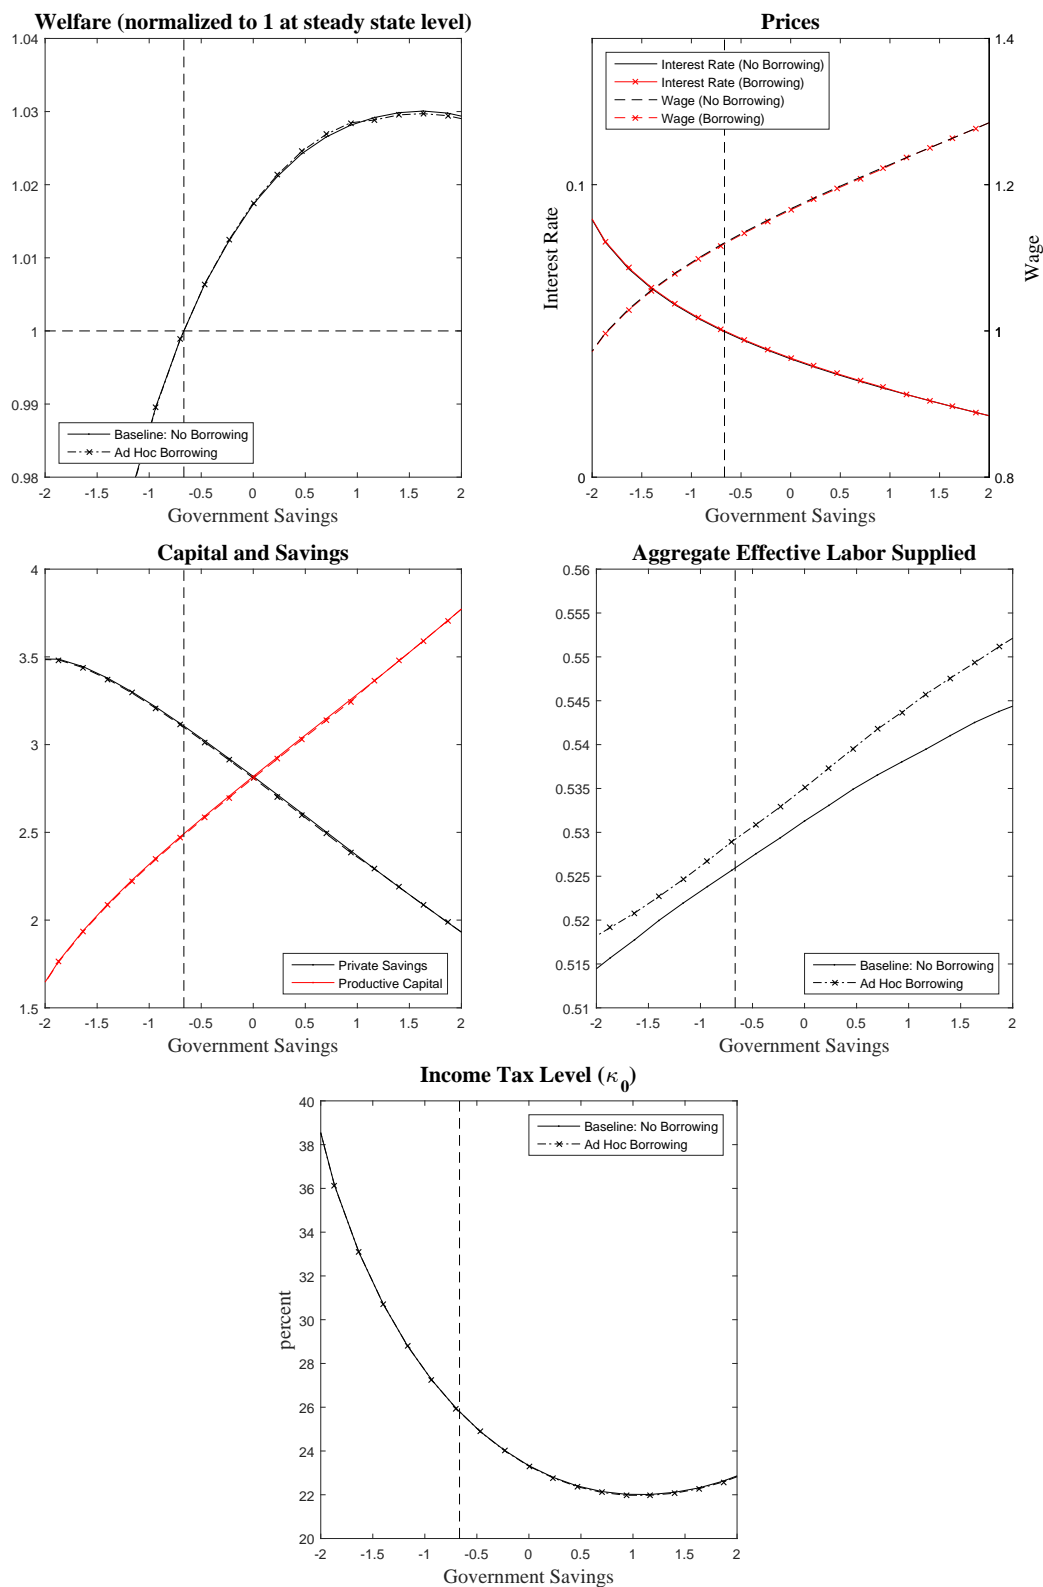 Welfare (normalized to 1 at steady state level)
1.04
1.03
1.02
1.01
1
0.99
0.98
Baseline: No Borrowing
Ad Hoc Borrowing
-2 -1.5 -1 -0.5 0 0.5 1 1.5 2
Government Savings
Prices
Interest Rate (No Borrowing)
Interest Rate (Borrowing)
Wage (No Borrowing)
Wage (Borrowing)
0.1
0
Interest Rate
1.4
1.2
1
0.8
Wage
-2 -1.5 -1 -0.5 0 0.5 1 1.5 2
Government Savings
Capital and Savings
4
3.5
3
2.5
2
1.5
Private Savings
Productive Capital
-2 -1.5 -1 -0.5 0 0.5 1 1.5 2
Government Savings
Aggregate Effective Labor Supplied
0.56
0.555
0.55
0.545
0.54
0.535
0.53
0.525
0.52
0.515
0.51
Baseline: No Borrowing
Ad Hoc Borrowing
-2 -1.5 -1 -0.5 0 0.5 1 1.5 2
Government Savings
Income Tax Level (κ0)
40
38
36
34
32
30
28
26
24
22
20
percent
Baseline: No Borrowing
Ad Hoc Borrowing
-2 -1.5 -1 -0.5 0 0.5 1 1.5 2
Government Savings